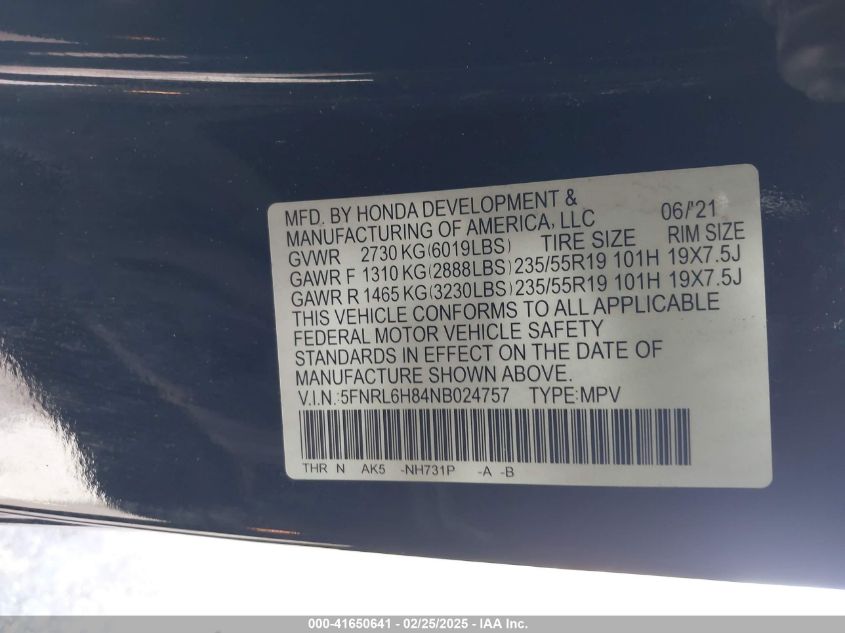 MFD. BY HONDA DEVELOPMENT & 06/'21
MANUFACTURING OF AMERICA, LLC
GVWR 2730 KG(6019LBS) TIRE SIZE RIM SIZE
GAWR F 1310 KG(2888LBS) 235/55R19 101H 19X7.5J
GAWR R 1465 KG(3230LBS) 235/55R19 101H 19X7.5J
THIS VEHICLE CONFORMS TO ALL APPLICABLE
FEDERAL MOTOR VEHICLE SAFETY
STANDARDS IN EFFECT ON THE DATE OF
MANUFACTURE SHOWN ABOVE.
V.I.N.:5FNRL6H84NB024757 TYPE:MPV
THR N AK5 -NH731P -A -B
000-41650641 - 02/25/2025 - IAA Inc.